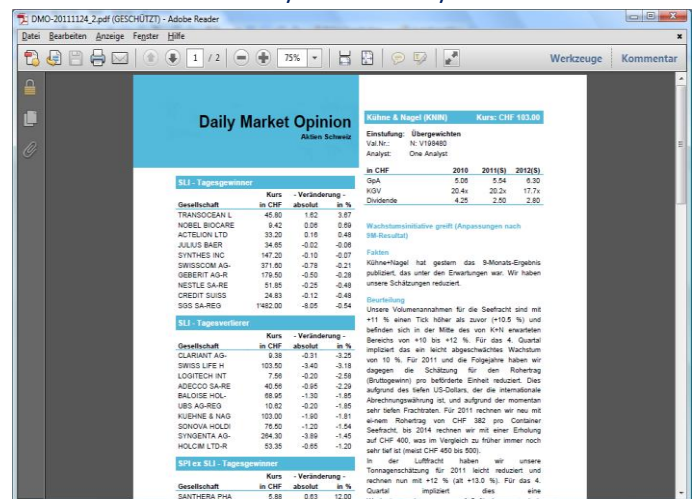 DMO-20111124_2.pdf (GESCHÜTZT) - Adobe Reader
Datei Bearbeiten Anzeige Fenster Hilfe
1 / 2 75% Werkzeuge Kommentar
Daily Market Opinion
Aktien Schweiz
SLI - Tagesgewinner
Kurs - Veränderung -
Gesellschaft in CHF absolut in %
TRANSOCEAN L 45.80 1.62 3.67
NOBEL BIOCARE 9.42 0.06 0.69
ACTELION LTD 33.20 0.16 0.48
JULIUS BAER 34.65 -0.02 -0.06
SYNTHES INC 147.20 -0.10 -0.07
SWISSCOM AG- 371.60 -0.78 -0.21
GEBERIT AG-R 179.50 -0.50 -0.28
NESTLE SA-RE 51.85 -0.25 -0.48
CREDIT SUISS 24.83 -0.12 -0.48
SGS SA-REG 1'482.00 -8.05 -0.54
SLI - Tagesverlierer
Kurs - Veränderung -
Gesellschaft in CHF absolut in %
CLARIANT AG- 9.38 -0.31 -3.25
SWISS LIFE H 103.50 -3.40 -3.18
LOGITECH INT 7.56 -0.20 -2.58
ADECCO SA-RE 40.56 -0.95 -2.29
BALOISE HOL- 68.95 -1.30 -1.85
UBS AG-REG 10.62 -0.20 -1.85
KUEHNE & NAG 103.00 -1.90 -1.81
SONOVA HOLDI 76.50 -1.20 -1.54
SYNGENTA AG- 264.30 -3.89 -1.45
HOLCIM LTD-R 53.35 -0.65 -1.20
SPI ex SLI - Tagesgewinner
Kurs - Veränderung -
Gesellschaft in CHF absolut in %
SANTHERA PHA 5.88 0.63 12.00
Kühne & Nagel (KNIN) Kurs: CHF 103.00
Einstufung: Übergewichten
Val.Nr.: N: V198480
Analyst: One Analyst
in CHF 2010 2011(S) 2012(S)
GpA 5.06 5.54 6.30
KGV 20.4x 20.2x 17.7x
Dividende 4.25 2.50 2.80
Wachstumsinitiative greift (Anpassungen nach
9M-Resultat)
Fakten
Kühne+Nagel hat gestern das 9-Monats-Ergebnis
publiziert, das unter den Erwartungen war. Wir haben
unsere Schätzungen reduziert.
Beurteilung
Unsere Volumenannahmen für die Seefracht sind mit
+11 % einen Tick höher als zuvor (+10.5 %) und
befinden sich in der Mitte des von K+N erwarteten
Bereichs von +10 bis +12 %. Für das 4. Quartal
impliziert das ein leicht abgeschwächtes Wachstum
von 10 %. Für 2011 und die Folgejahre haben wir
dagegen die Schätzung für den Rohertrag
(Bruttogewinn) pro beförderte Einheit reduziert. Dies
aufgrund des tiefen US-Dollars, der die internationale
Abrechnungswährung ist, und aufgrund der momentan
sehr tiefen Frachtraten. Für 2011 rechnen wir neu mit
ei-nem Rohertrag von CHF 382 pro Container
Seefracht, bis 2014 rechnen wir mit einer Erholung
auf CHF 400, was im Vergleich zu früher immer noch
sehr tief ist (meist CHF 450 bis 500).
In der Luftfracht haben wir unsere
Tonnagenschätzung für 2011 leicht reduziert und
rechnen nun mit +12 % (alt +13.0 %). Für das 4.
Quartal impliziert dies eine